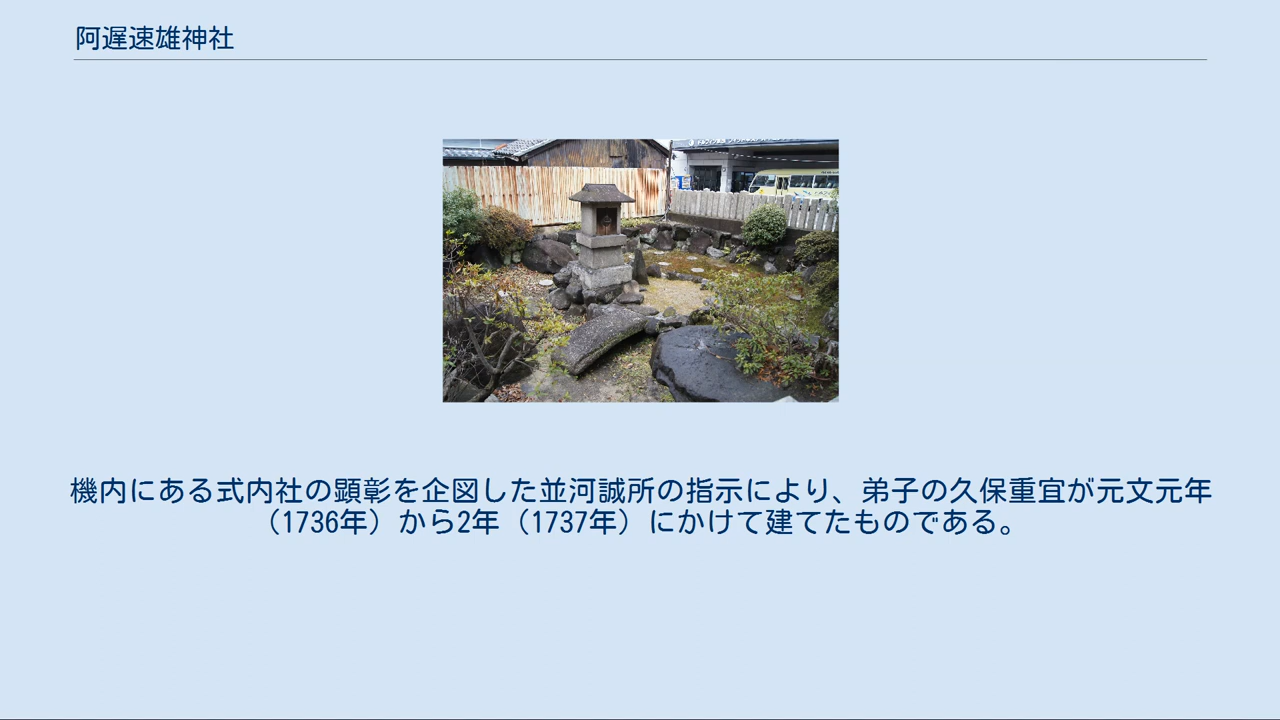 阿遅速雄神社
機内にある式内社の顕彰を企図した並河誠所の指示により、弟子の久保重宜が元文元年
（1736年）から2年（1737年）にかけて建てたものである。